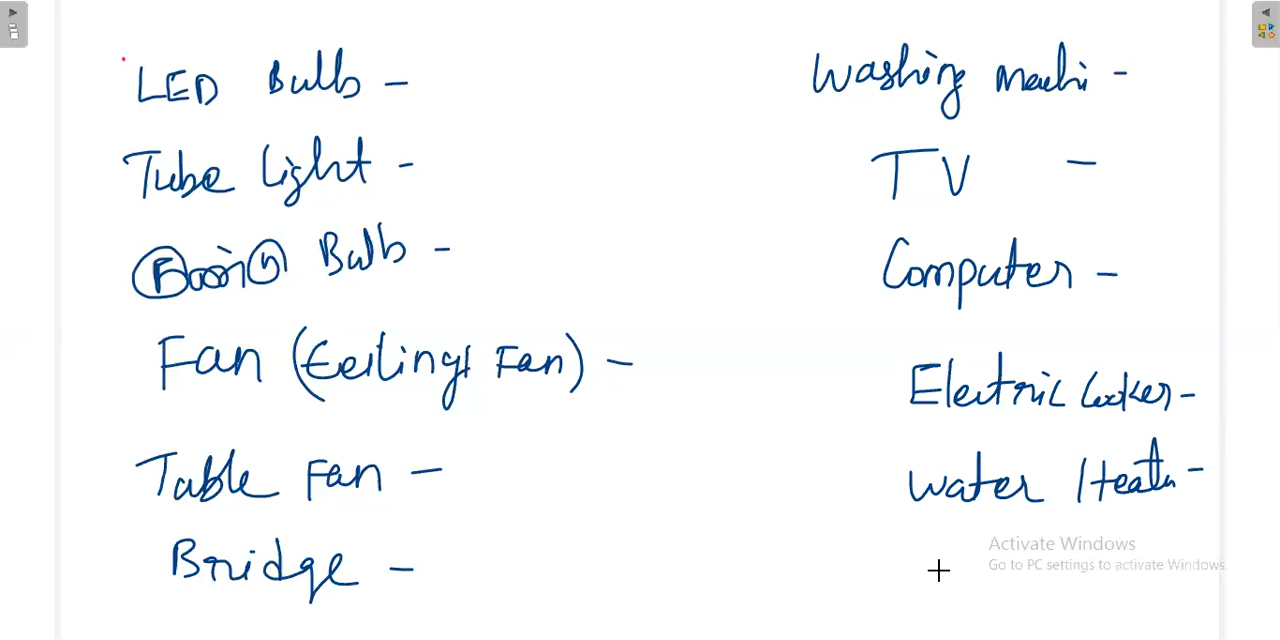 LED Bulb -
Tube Light -
Bulb -
Fan (Ceiling Fan) -
Table Fan -
Bridge -
Washing Machi -
TV -
Computer -
Electric Cooker -
Water Heater -
Activate Windows
Go to PC settings to activate Windows.